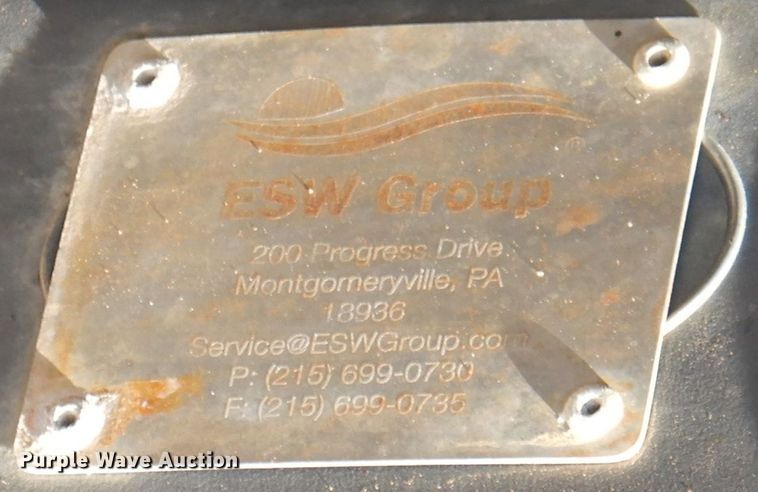 ®
ESW Group
200 Progress Drive
Montgomeryville, PA
18936
Service@ESWGroup.com
P: (215) 699-0730
F: (215) 699-0735
Purple Wave Auction